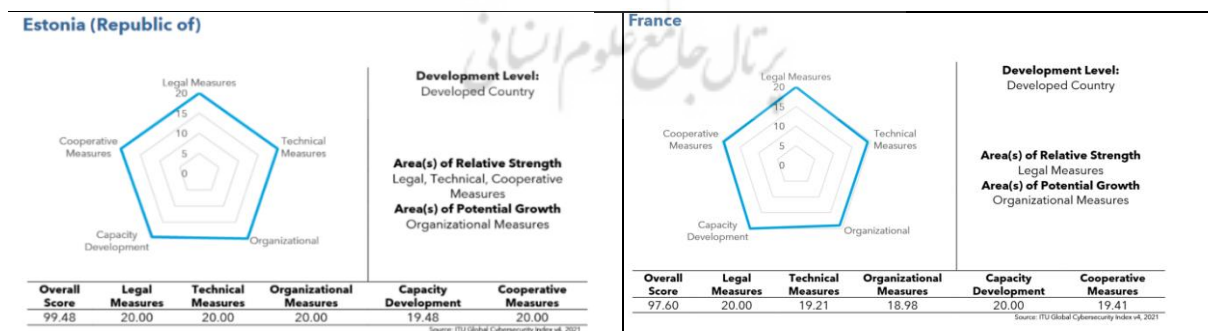 Estonia (Republic of)
Legal Measures
20
15
10
5
0
Technical
Measures
Organizational
Capacity
Development
Cooperative
Measures
Development Level:
Developed Country
Area(s) of Relative Strength
Legal, Technical, Cooperative
Measures
Area(s) of Potential Growth
Organizational Measures
Overall Score Legal Measures Technical Measures Organizational Measures Capacity Development Cooperative Measures
99.48 20.00 20.00 20.00 19.48 20.00
Source: ITU Global Cybersecurity Index v4, 2021
France
Legal Measures
20
15
10
5
0
Technical
Measures
Organizational
Capacity
Development
Cooperative
Measures
Development Level:
Developed Country
Area(s) of Relative Strength
Legal Measures
Area(s) of Potential Growth
Organizational Measures
Overall Score Legal Measures Technical Measures Organizational Measures Capacity Development Cooperative Measures
97.60 20.00 19.21 18.98 20.00 19.41
Source: ITU Global Cybersecurity Index v4, 2021
پرتال جامع علوم انسانی